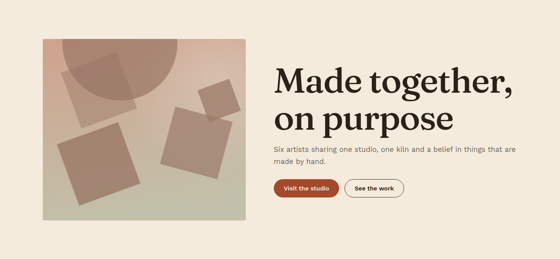 Made together,
on purpose
Six artists sharing one studio, one kiln and a belief in things that are
made by hand.
Visit the studio
See the work